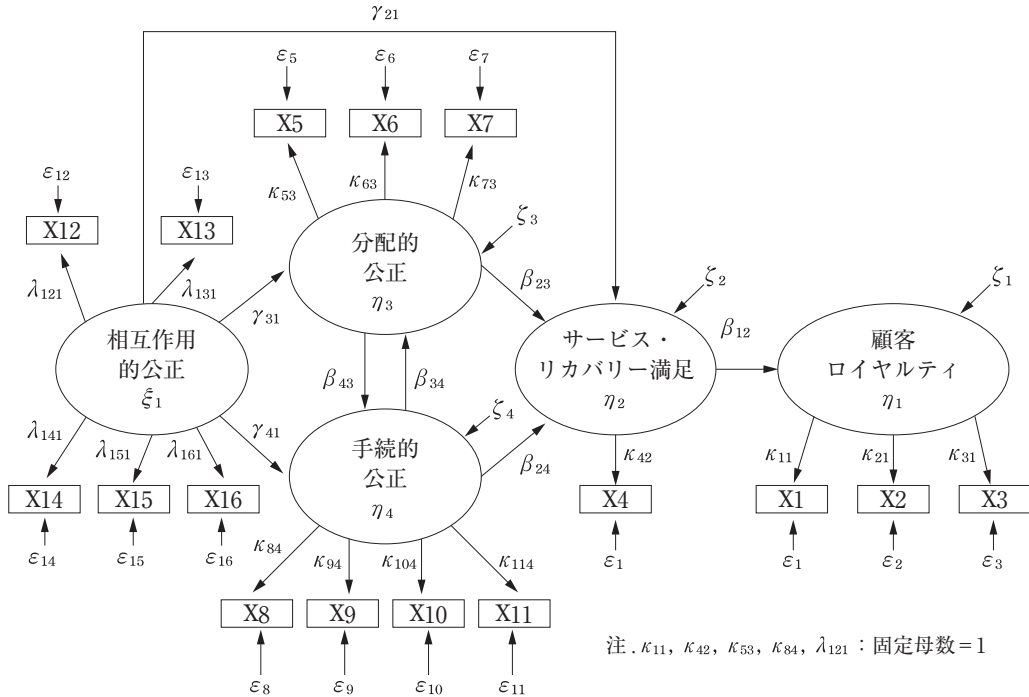 γ21
ε5
ε6
ε7
X5
X6
X7
κ53
κ63
κ73
ε12
ε13
X12
X13
λ121
λ131
分配的
公正
η3
ζ3
γ31
β23
相互作用
的公正
ξ1
β43
β34
サービス・
リカバリー満足
η2
ζ2
β12
顧客
ロイヤルティ
η1
ζ1
λ141
λ151
λ161
γ41
手続的
公正
η4
ζ4
β24
κ42
κ11
κ21
κ31
X14
X15
X16
X4
X1
X2
X3
ε14
ε15
ε16
ε1
ε1
ε2
ε3
κ84
κ94
κ104
κ114
X8
X9
X10
X11
ε8
ε9
ε10
ε11
注.κ11, κ42, κ53, κ84, λ121:固定母数=1